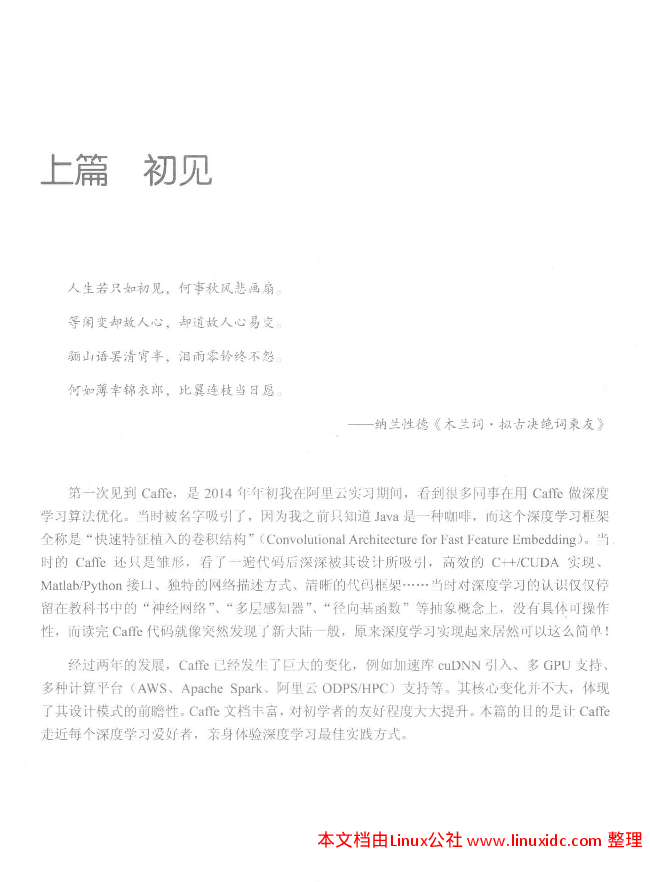 上篇　初见
人生若只如初见，何事秋风悲画扇。
等闲变却故人心，却道故人心易变。
骊山语罢清宵半，泪雨零铃终不怨。
何如薄幸锦衣郎，比翼连枝当日愿。
——纳兰性德《木兰词·拟古决绝词柬友》
第一次见到 Caffe，是 2014 年年初我在阿里云实习期间，看到很多同事在用 Caffe 做深度
学习算法优化。当时被名字吸引了，因为我之前只知道 Java 是一种咖啡，而这个深度学习框架
全称是“快速特征植入的卷积结构”（Convolutional Architecture for Fast Feature Embedding）。当
时的 Caffe 还只是雏形，看了一遍代码后深深被其设计所吸引，高效的 C++/CUDA 实现、
Matlab/Python 接口、独特的网络描述方式、清晰的代码框架……当时对深度学习的认识仅仅停
留在教科书中的“神经网络”、“多层感知器”、“径向基函数”等抽象概念上，没有具体可操作
性，而读完 Caffe 代码就像突然发现了新大陆一般，原来深度学习实现起来居然可以这么简单！
经过两年的发展，Caffe 已经发生了巨大的变化，例如加速库 cuDNN 引入、多 GPU 支持、
多种计算平台（AWS、Apache Spark、阿里云 ODPS/HPC）支持等。其核心变化并不大，体现
了其设计模式的前瞻性。Caffe 文档丰富，对初学者的友好程度大大提升。本篇的目的是让 Caffe
走近每个深度学习爱好者，亲身体验深度学习最佳实践方式。
本文档由Linux公社 www.linuxidc.com 整理